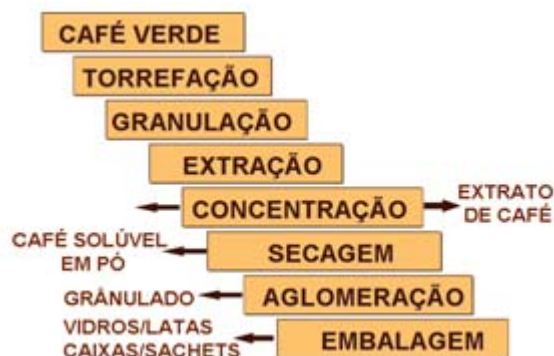 CAFÉ VERDE
TORREFAÇÃO
GRANULAÇÃO
EXTRAÇÃO
CONCENTRAÇÃO
EXTRATO
DE CAFÉ
CAFÉ SOLÚVEL
EM PÓ
SECAGEM
GRÂNULADO
AGLOMERAÇÃO
VIDROS/LATAS
CAIXAS/SACHETS
EMBALAGEM